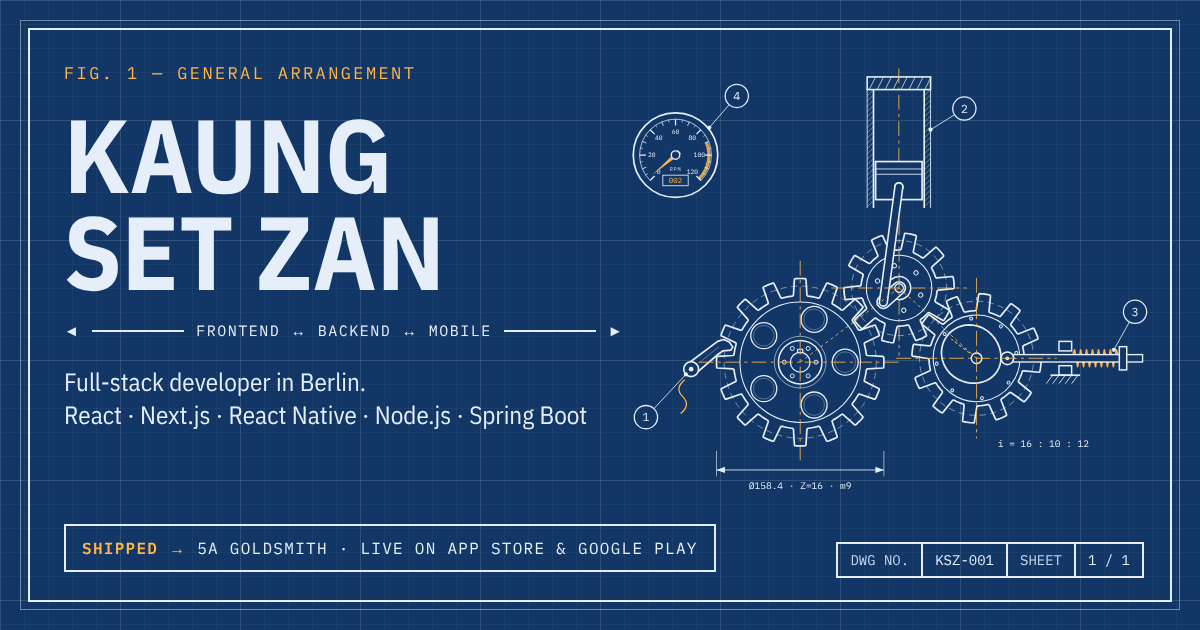 FIG. 1 — GENERAL ARRANGEMENT
KAUNG
SET ZAN
◄ FRONTEND ↔ BACKEND ↔ MOBILE ►
Full-stack developer in Berlin.
React · Next.js · React Native · Node.js · Spring Boot
SHIPPED → 5A GOLDSMITH · LIVE ON APP STORE & GOOGLE PLAY
4
0 20 40 60 80 100 120
RPM
002
2
3
1
i = 16 : 10 : 12
Ø158.4 · Z=16 · m9
DWG NO. KSZ-001 SHEET 1 / 1